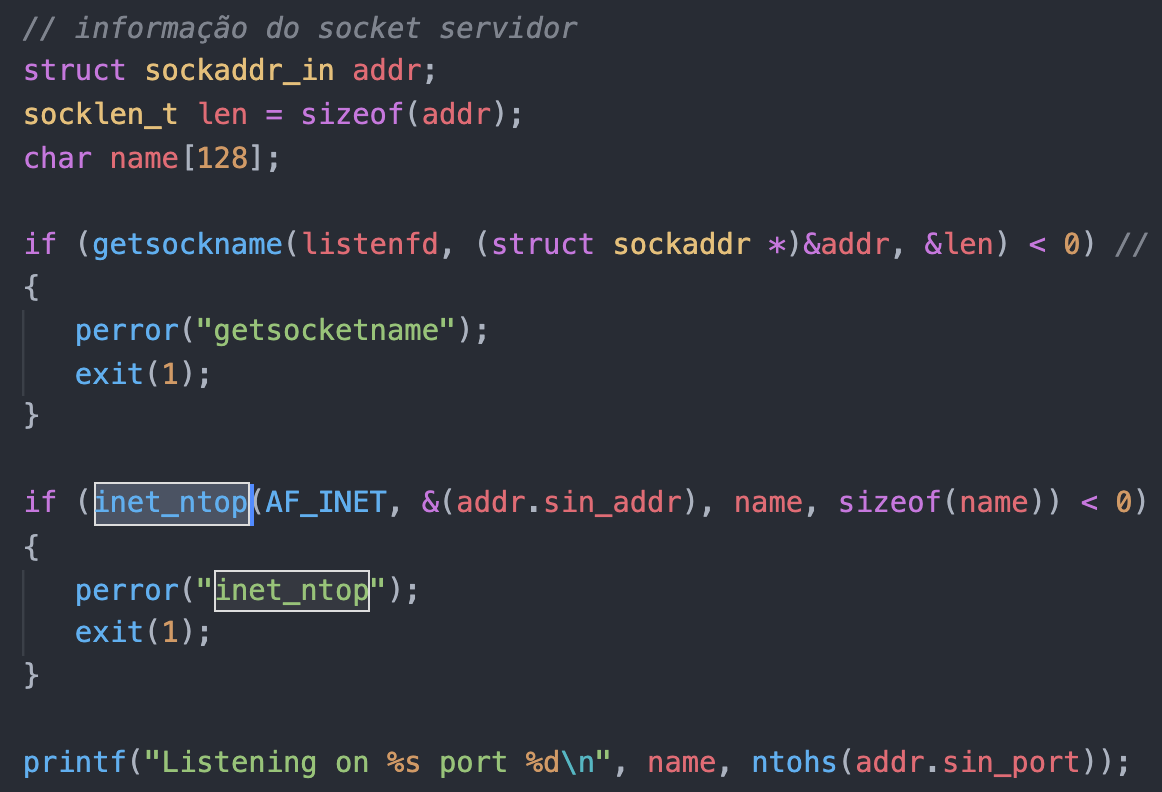 // informação do socket servidor
struct sockaddr_in addr;
socklen_t len = sizeof(addr);
char name[128];
if (getsockname(listenfd, (struct sockaddr *)&addr, &len) < 0) //
{
perror("getsocketname");
exit(1);
}
if (inet_ntop(AF_INET, &(addr.sin_addr), name, sizeof(name)) < 0)
{
perror("inet_ntop");
exit(1);
}
printf("Listening on %s port %d\n", name, ntohs(addr.sin_port));